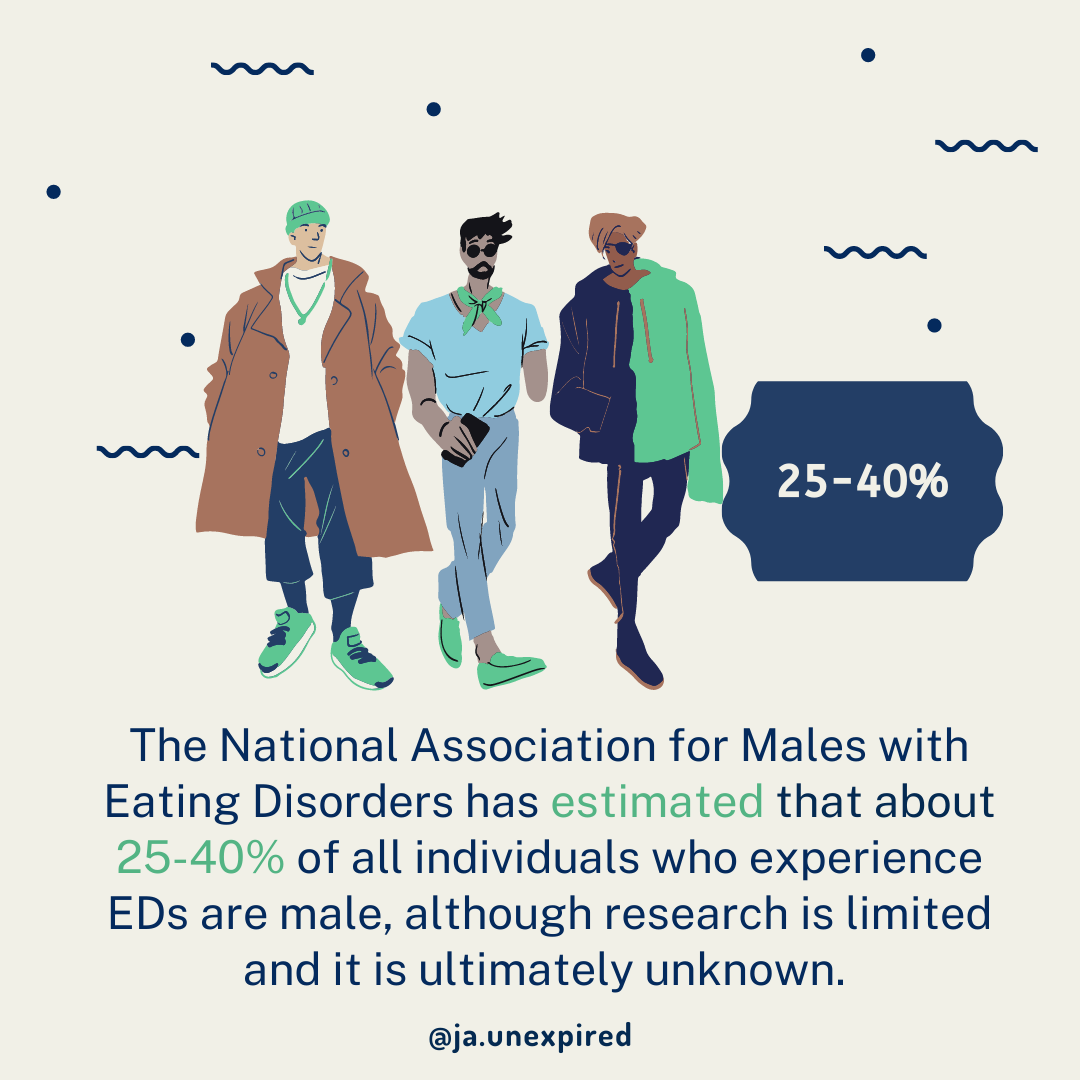 25-40%
The National Association for Males with
Eating Disorders has estimated that about
25-40% of all individuals who experience
EDs are male, although research is limited
and it is ultimately unknown.
@ja.unexpired